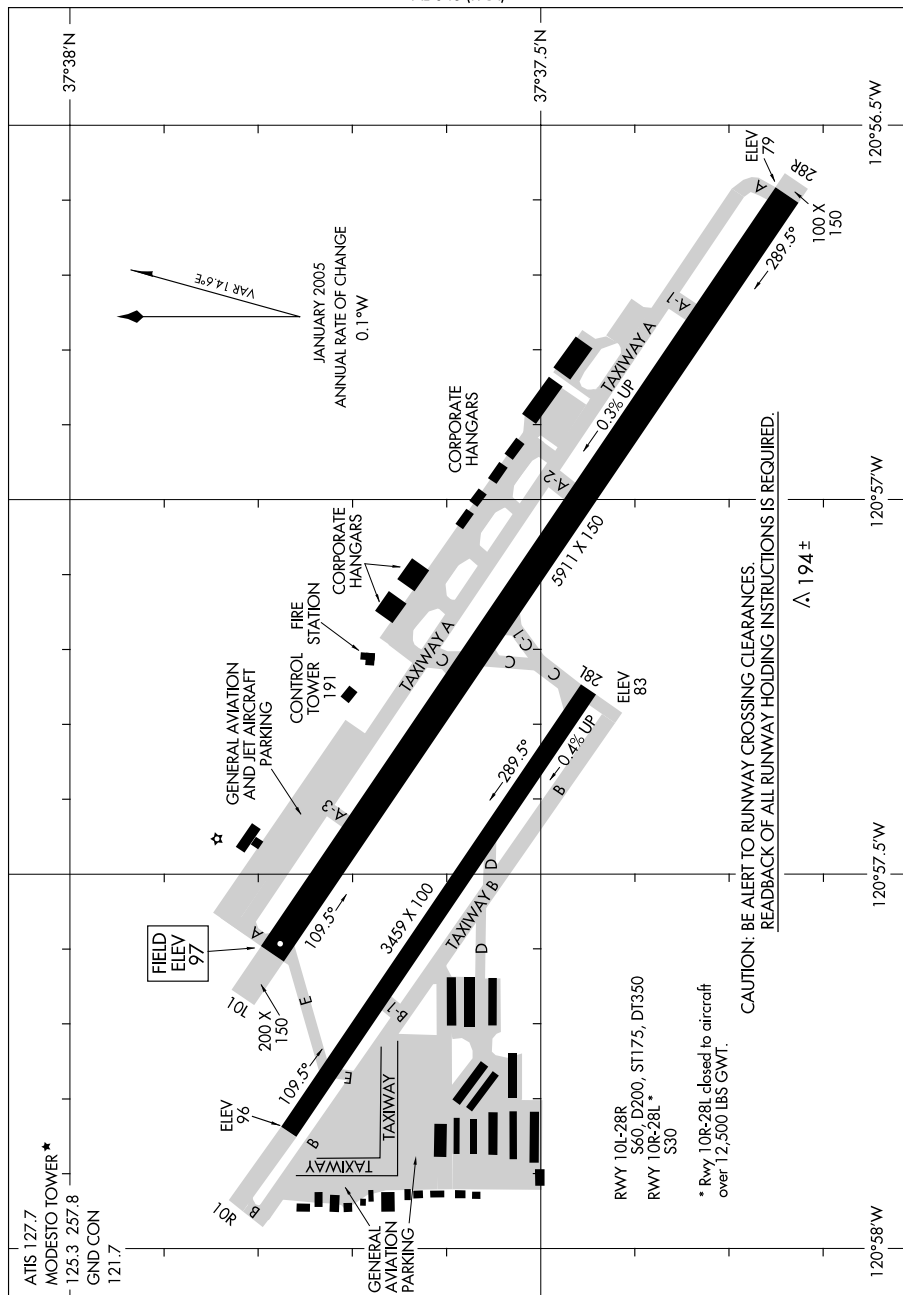 ATIS 127.7
MODESTO TOWER★
125.3 257.8
GND CON
121.7
37°38'N
37°37.5'N
120°56.5'W
120°57'W
120°57.5'W
120°58'W
JANUARY 2005
ANNUAL RATE OF CHANGE
0.1°W
VAR 14.6°E
GENERAL AVIATION
AND JET AIRCRAFT
PARKING
CONTROL
TOWER
191
FIRE
STATION
CORPORATE
HANGARS
CORPORATE
HANGARS
FIELD
ELEV
97
10L
200 X
150
109.5°
A
A-3
TAXIWAY A
C
C
C
C-1
5911 X 150
A-2
0.3% UP
TAXIWAY A
A-1
289.5°
A
ELEV
79
28R
100 X
150
10R
B
B
ELEV
96
109.5°
E
E
B-1
3459 X 100
TAXIWAY B
D
D
B
289.5°
0.4% UP
28L
ELEV
83
TAXIWAY
TAXIWAY
GENERAL
AVIATION
PARKING
RWY 10L-28R
S60, D200, ST175, DT350
RWY 10R-28L*
S30
* Rwy 10R-28L closed to aircraft
over 12,500 LBS GWT.
CAUTION: BE ALERT TO RUNWAY CROSSING CLEARANCES.
READBACK OF ALL RUNWAY HOLDING INSTRUCTIONS IS REQUIRED.
194±